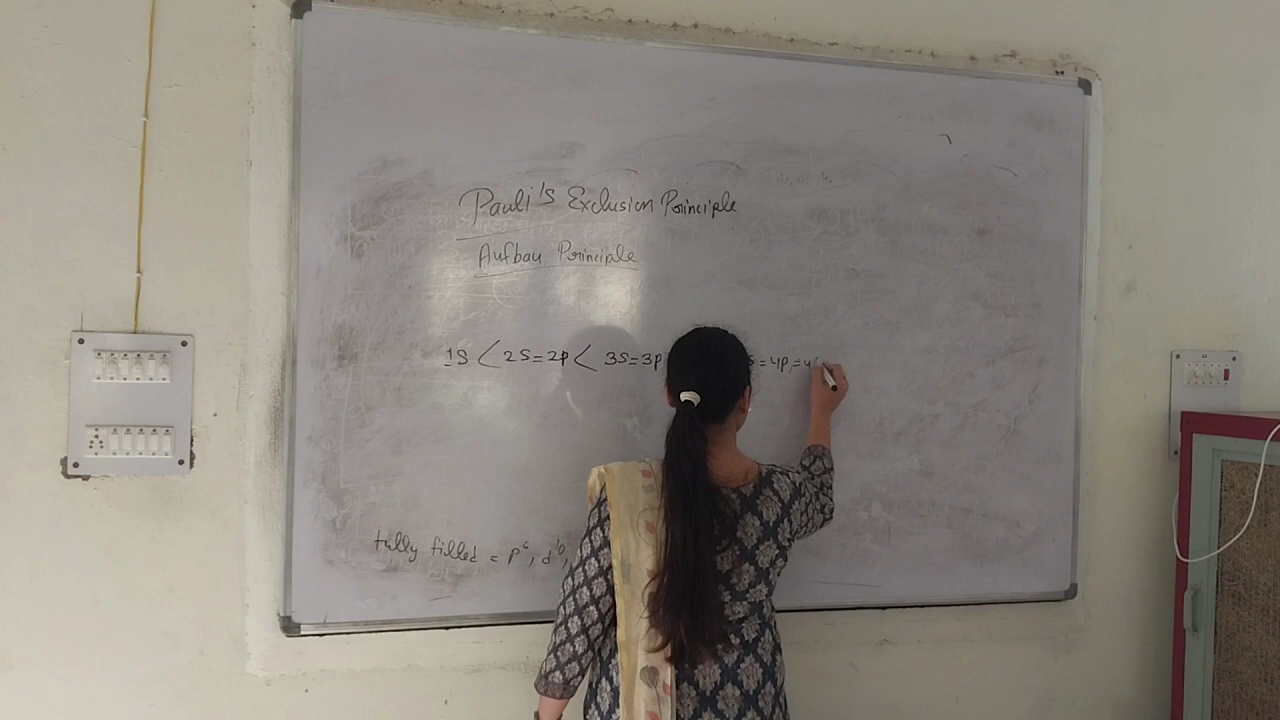 Pauli's Exclusion Principle
Aufbau Principle
1S < 2S=2p < 3S=3p =4p=4
fully filled = p⁶, d¹⁰,